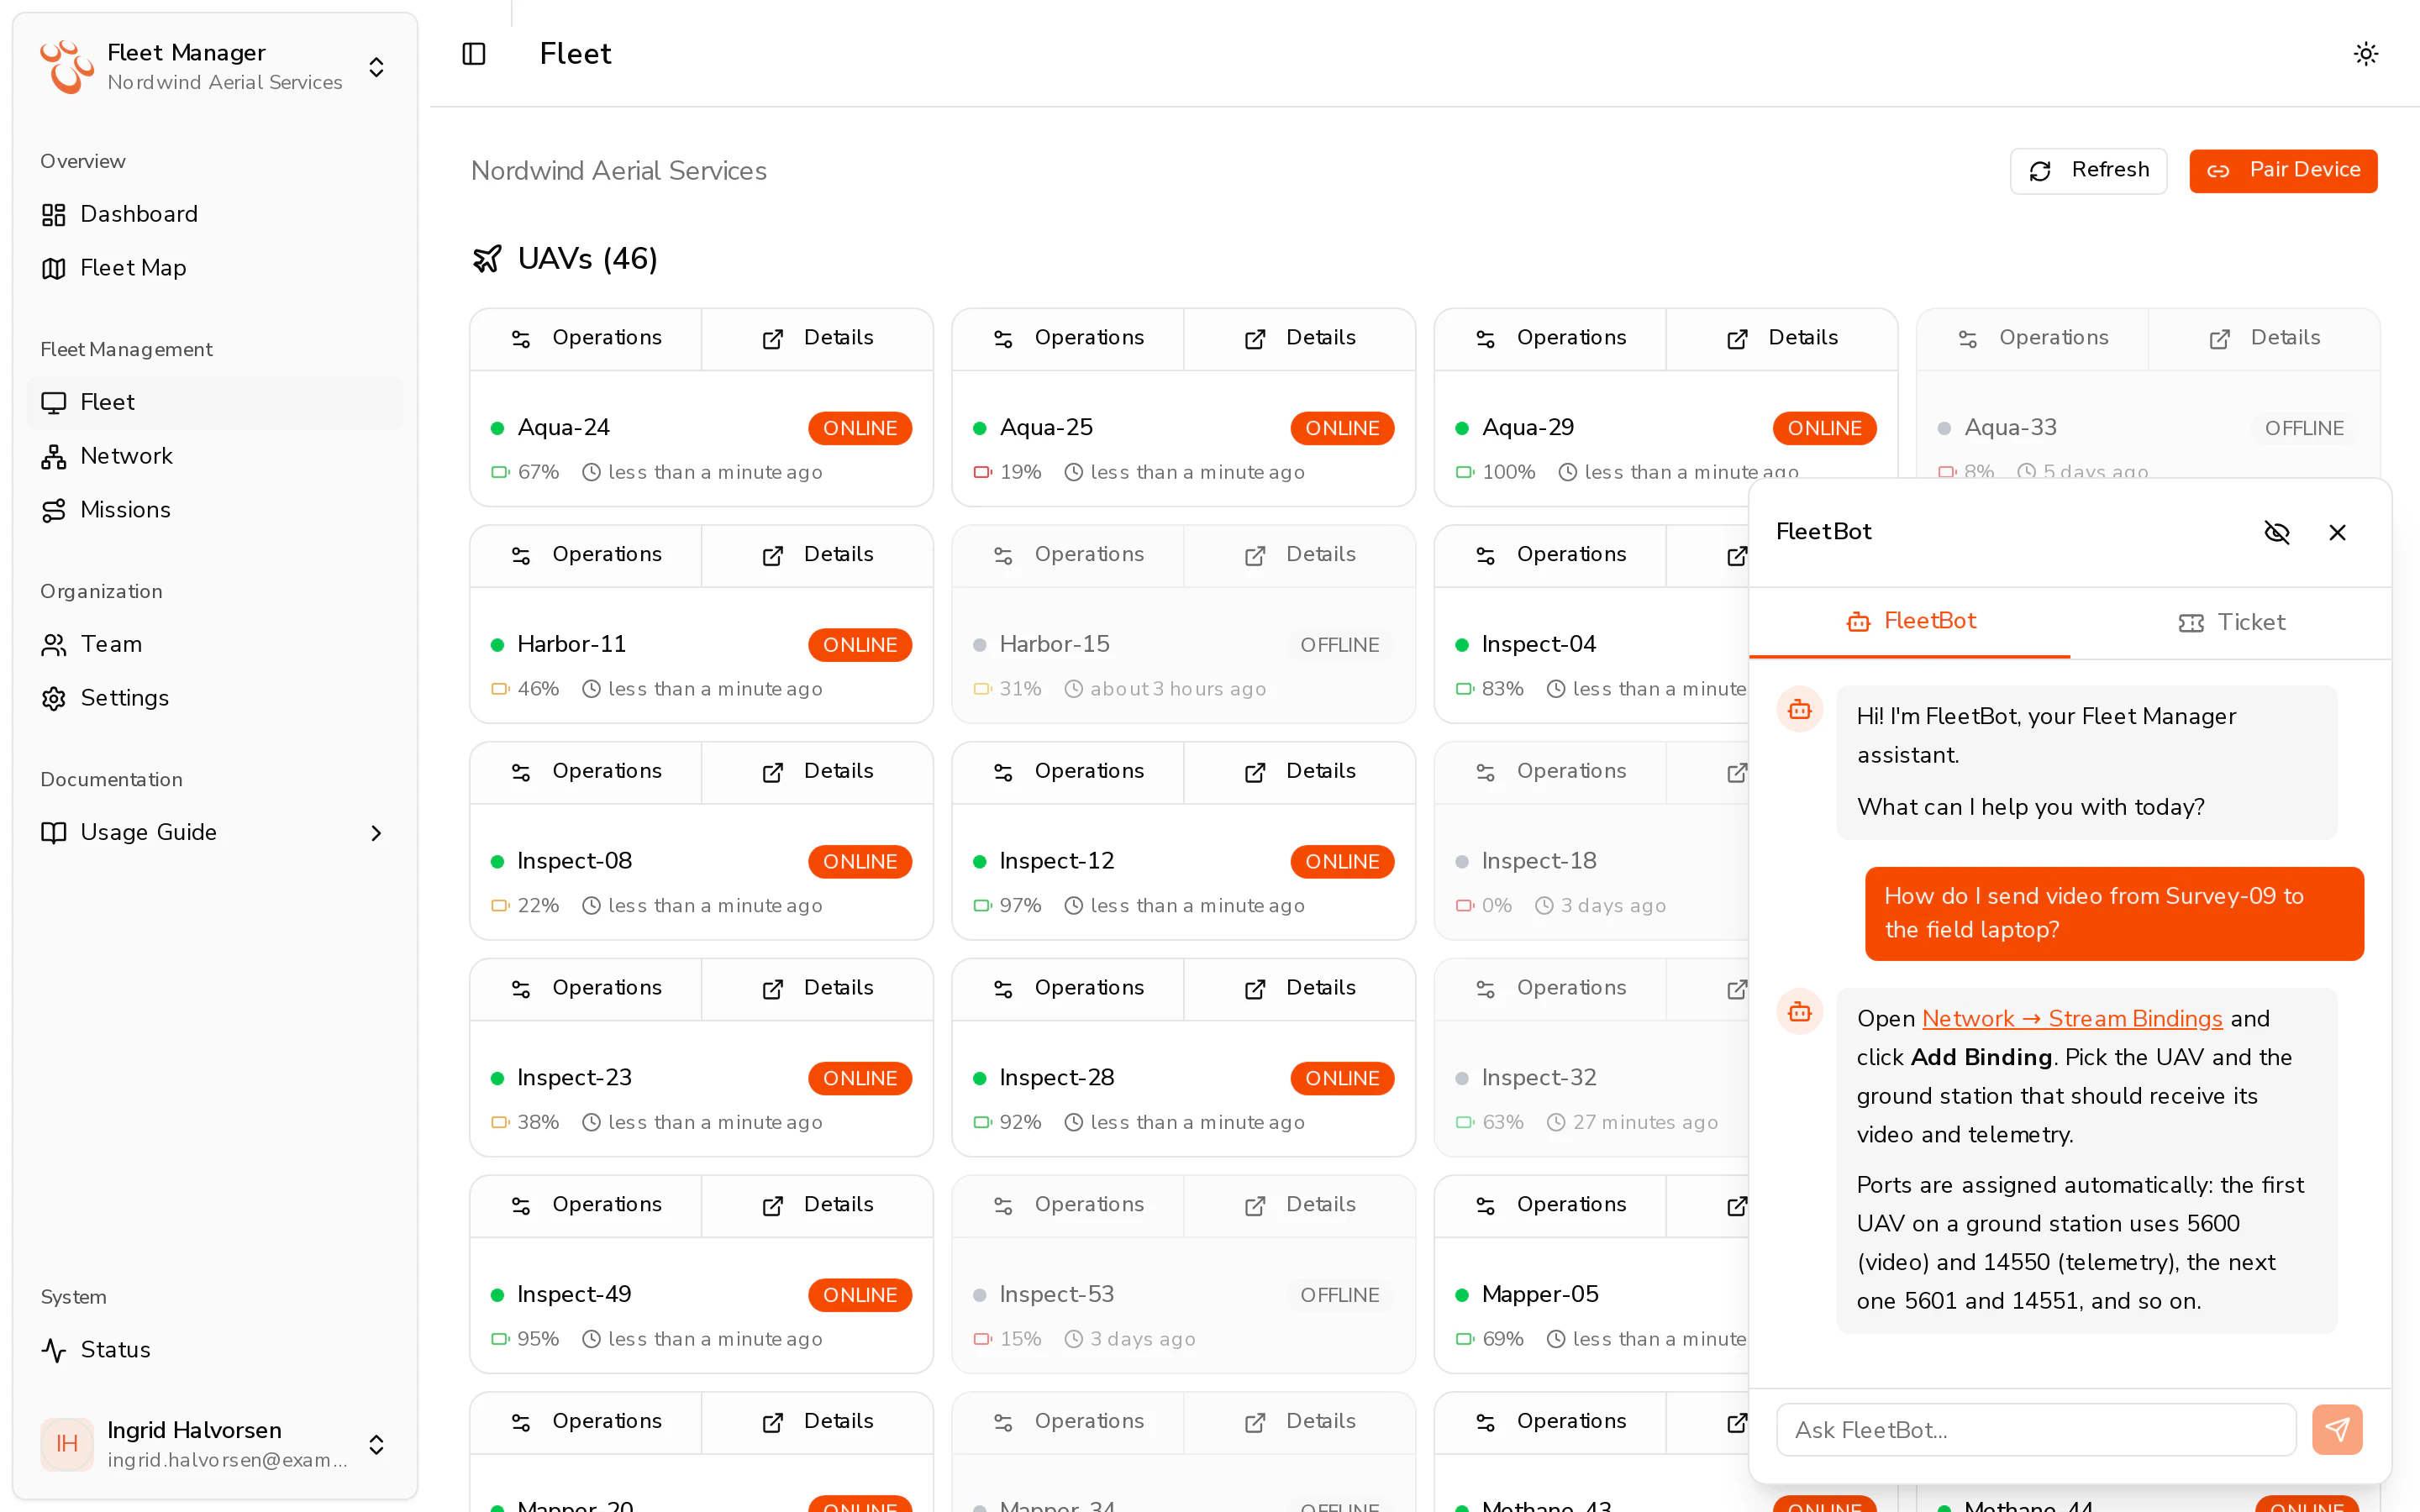 Fleet Manager
Nordwind Aerial Services
Overview
Dashboard
Fleet Map
Fleet Management
Fleet
Network
Missions
Organization
Team
Settings
Documentation
Usage Guide
System
Status
IH
Ingrid Halvorsen
ingrid.halvorsen@exam...
Fleet
Nordwind Aerial Services
Refresh
Pair Device
UAVs (46)
Operations Details
Aqua-24 ONLINE
67% less than a minute ago
Operations Details
Aqua-25 ONLINE
19% less than a minute ago
Operations Details
Aqua-29 ONLINE
100% less than a minute ago
Operations Details
Aqua-33 OFFLINE
8% 5 days ago
Operations Details
Harbor-11 ONLINE
46% less than a minute ago
Operations Details
Harbor-15 OFFLINE
31% about 3 hours ago
Operations
Inspect-04
83% less than a minute
Operations Details
Inspect-08 ONLINE
22% less than a minute ago
Operations Details
Inspect-12 ONLINE
97% less than a minute ago
Operations
Inspect-18
0% 3 days ago
Operations Details
Inspect-23 ONLINE
38% less than a minute ago
Operations Details
Inspect-28 ONLINE
92% less than a minute ago
Operations
Inspect-32
63% 27 minutes ago
Operations Details
Inspect-49 ONLINE
95% less than a minute ago
Operations Details
Inspect-53 OFFLINE
15% 3 days ago
Operations
Mapper-05
69% less than a minute
Operations Details
Mapper-20 ONLINE
Operations Details
Mapper-34 OFFLINE
Operations
Methane-43 ONLINE
Methane-44 ONLINE
FleetBot
FleetBot
Ticket
Hi! I'm FleetBot, your Fleet Manager
assistant.
What can I help you with today?
How do I send video from Survey-09 to
the field laptop?
Open Network → Stream Bindings and
click Add Binding. Pick the UAV and the
ground station that should receive its
video and telemetry.
Ports are assigned automatically: the first
UAV on a ground station uses 5600
(video) and 14550 (telemetry), the next
one 5601 and 14551, and so on.
Ask FleetBot...